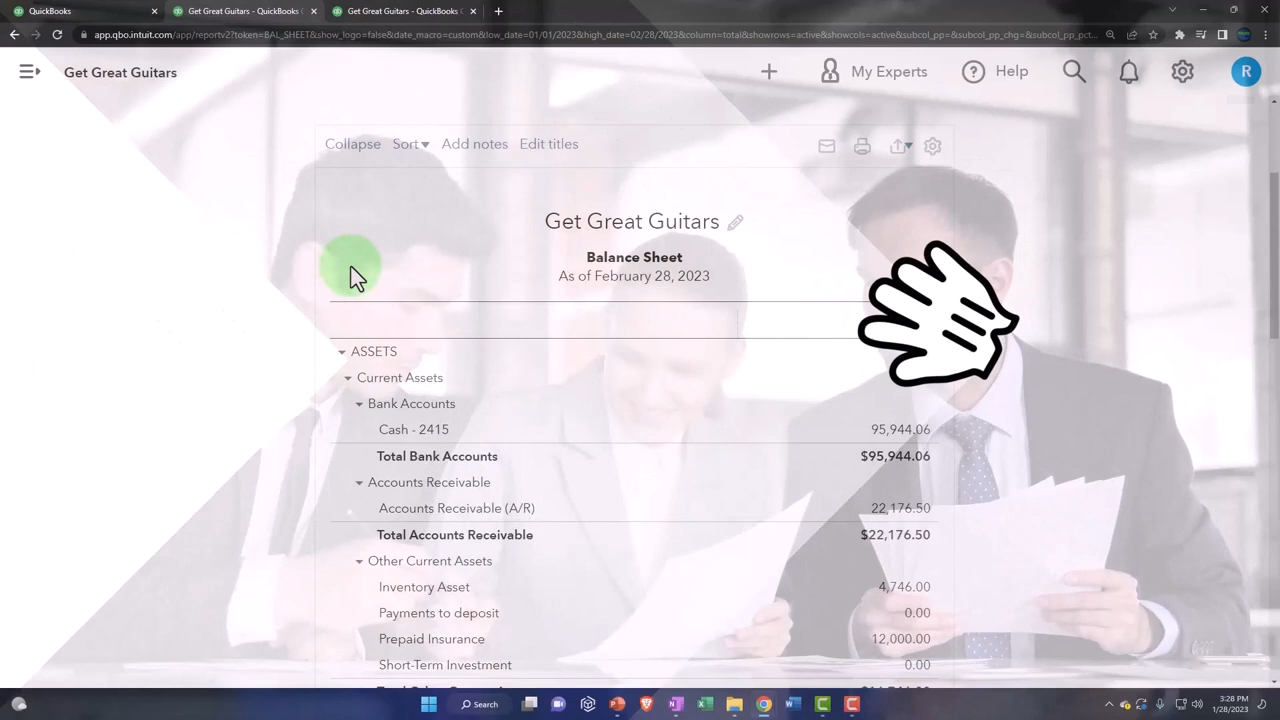 QuickBooks
Get Great Guitars - QuickBooks
Get Great Guitars - QuickBooks
app.qbo.intuit.com/app/reportv2?token=BAL_SHEET&show_logo=false&date_macro=custom&low_date=01/01/2023&high_date=02/28/2023&column=total&showrows=active&showcols=active&subcol_pp=&subcol_pp_chg=&subcol_pp_pct...
Get Great Guitars
My Experts
Help
R
Collapse Sort Add notes Edit titles
Get Great Guitars
Balance Sheet
As of February 28, 2023
ASSETS
Current Assets
Bank Accounts
Cash - 2415 95,944.06
Total Bank Accounts $95,944.06
Accounts Receivable
Accounts Receivable (A/R) 22,176.50
Total Accounts Receivable $22,176.50
Other Current Assets
Inventory Asset 4,746.00
Payments to deposit 0.00
Prepaid Insurance 12,000.00
Short-Term Investment 0.00
Search
3:28 PM
1/28/2023